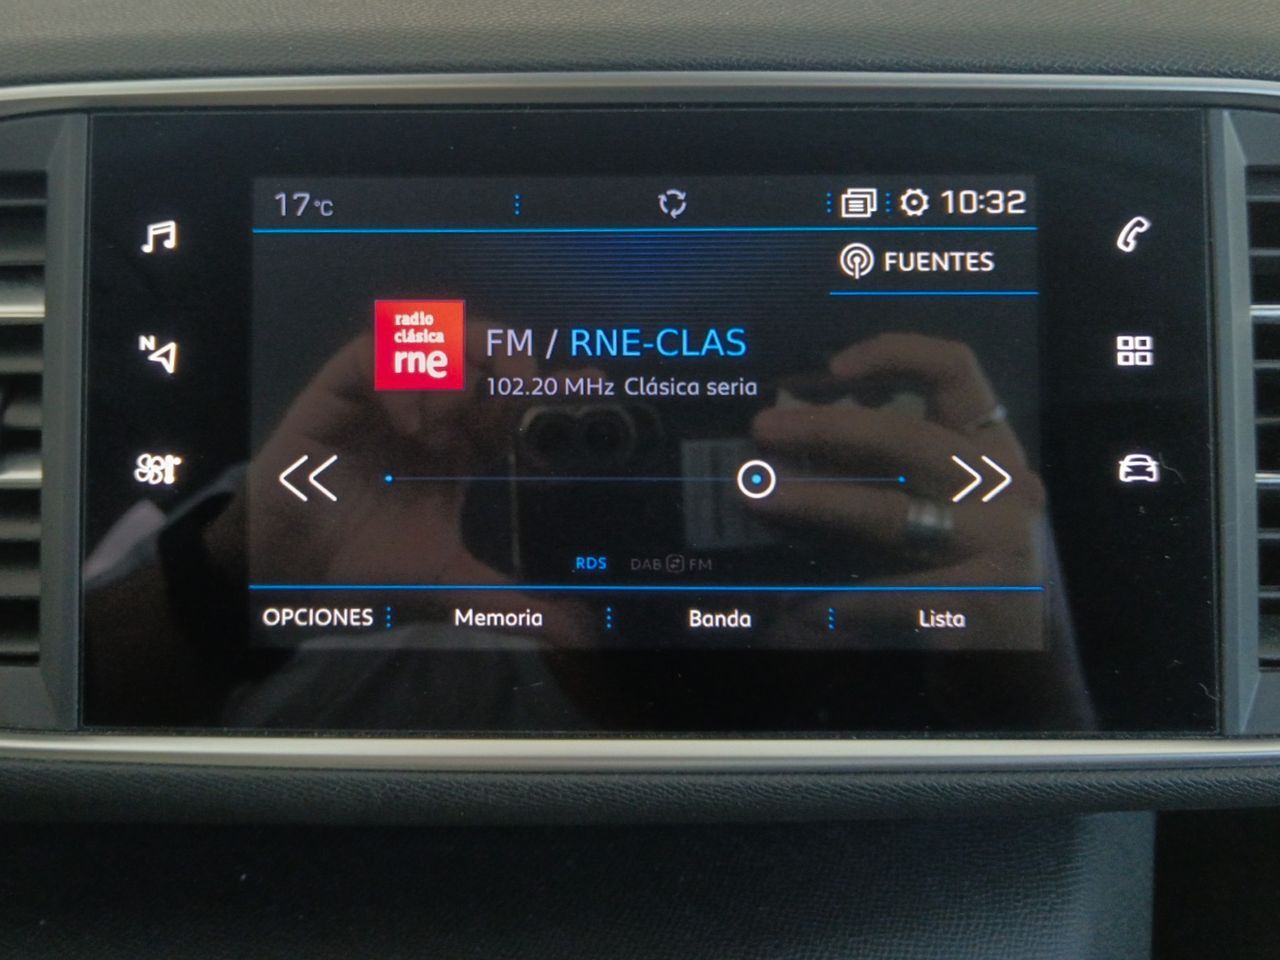 17°C
10:32
FUENTES
radio
clásica
rne
FM / RNE-CLAS
102.20 MHz Clásica seria
N
RDS DAB FM
OPCIONES Memoria Banda Lista